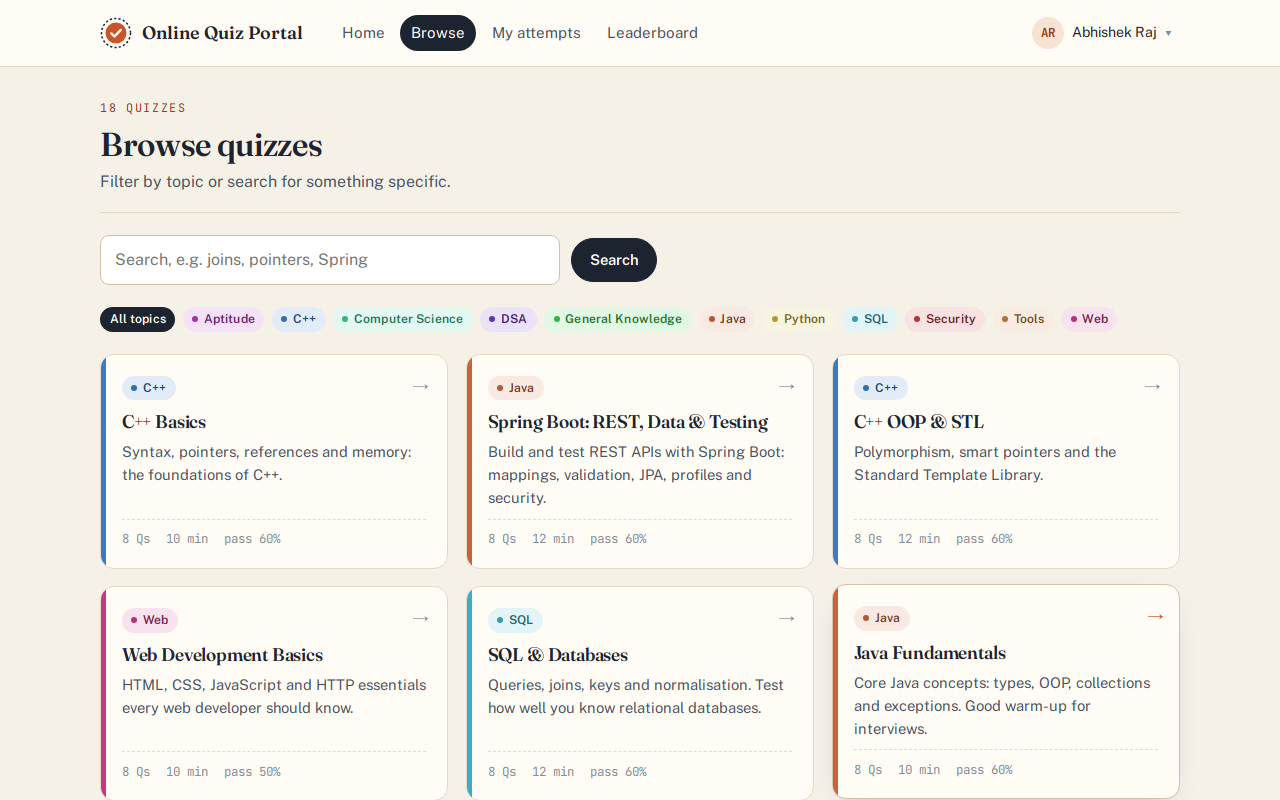 Online Quiz Portal
Home
Browse
My attempts
Leaderboard
AR
Abhishek Raj
18 QUIZZES
Browse quizzes
Filter by topic or search for something specific.
Search, e.g. joins, pointers, Spring
Search
All topics
Aptitude
C++
Computer Science
DSA
General Knowledge
Java
Python
SQL
Security
Tools
Web
C++
C++ Basics
Syntax, pointers, references and memory:
the foundations of C++.
8 Qs 10 min pass 60%
Java
Spring Boot: REST, Data & Testing
Build and test REST APIs with Spring Boot:
mappings, validation, JPA, profiles and
security.
8 Qs 12 min pass 60%
C++
C++ OOP & STL
Polymorphism, smart pointers and the
Standard Template Library.
8 Qs 12 min pass 60%
Web
Web Development Basics
HTML, CSS, JavaScript and HTTP essentials
every web developer should know.
8 Qs 10 min pass 50%
SQL
SQL & Databases
Queries, joins, keys and normalisation. Test
how well you know relational databases.
8 Qs 12 min pass 60%
Java
Java Fundamentals
Core Java concepts: types, OOP, collections
and exceptions. Good warm-up for
interviews.
8 Qs 10 min pass 60%